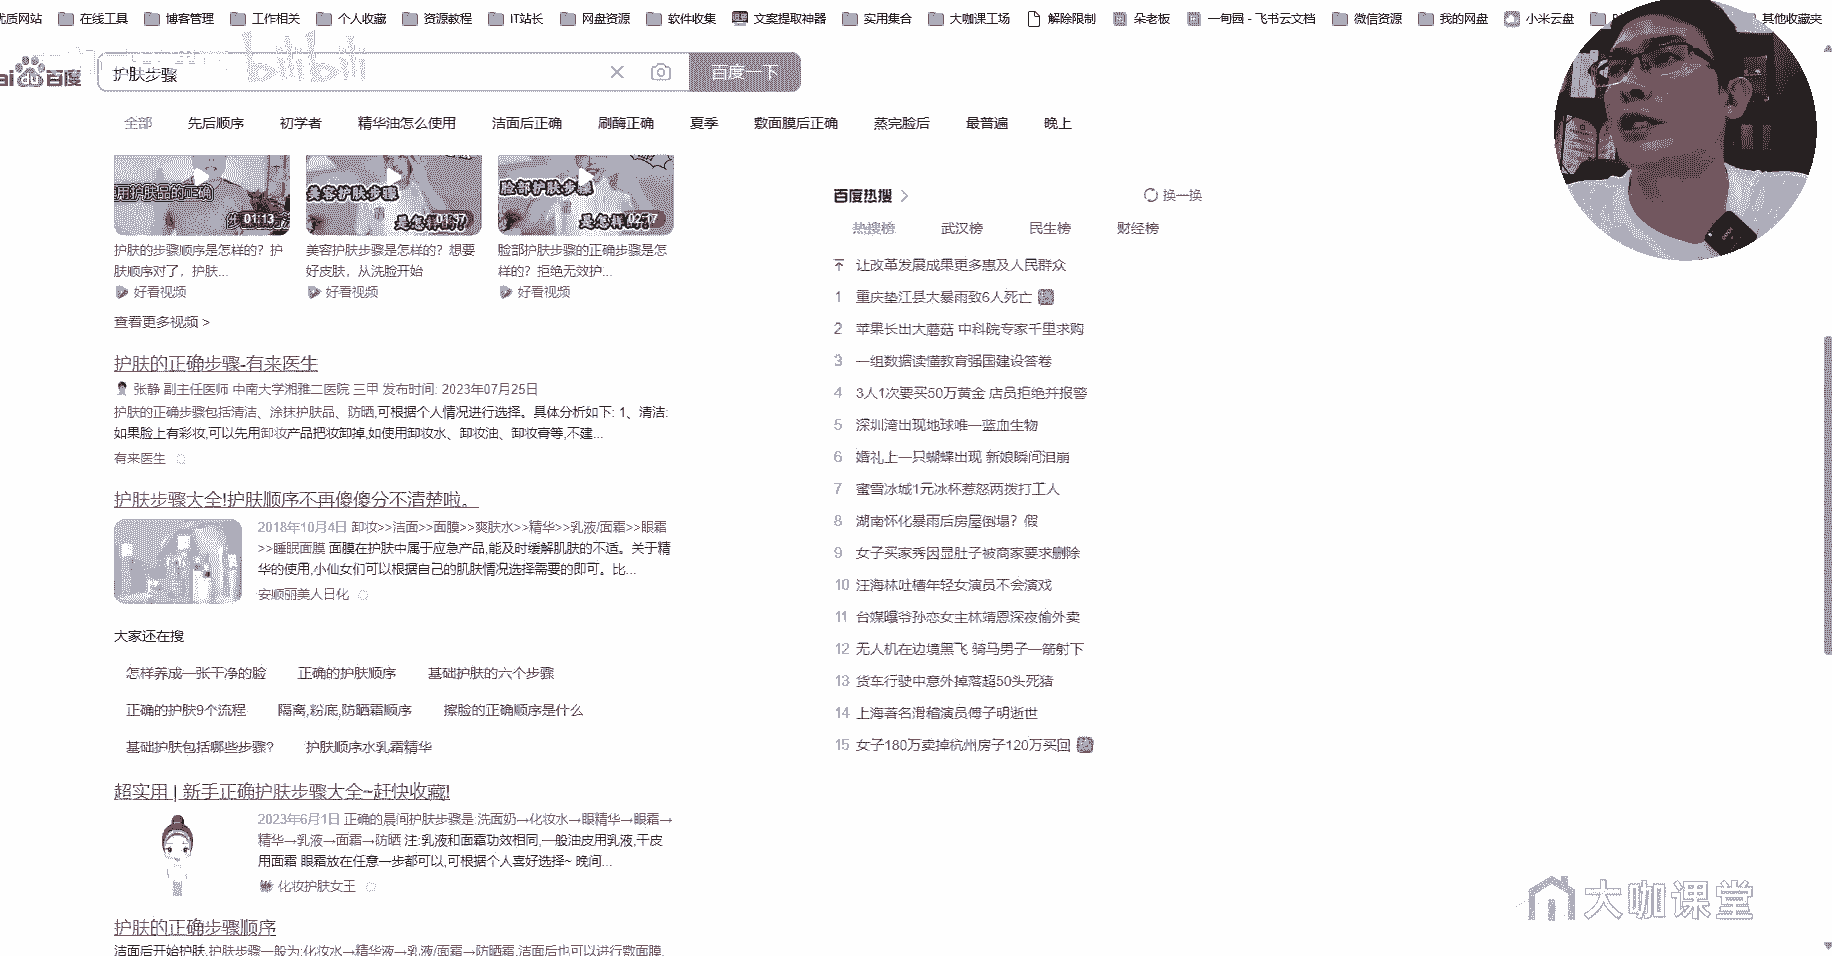 优质网站 在线工具 博客管理 工作相关 个人收藏 资源教程 IT站长 网盘资源 软件收集 文案提取神器 实用集合 大咖课工场 解除限制 朵老板 一甸园 - 飞书云文档 微信资源 我的网盘 小米云盘 其他收藏夹
bilibili
Baidu百度 护肤步骤 百度一下
全部 先后顺序 初学者 精华油怎么使用 洁面后正确 刷酶正确 夏季 敷面膜后正确 蒸完脸后 最普遍 晚上
用护肤品的正确 01:13
美容护肤步骤 是怎样的? 01:37
脸部护肤步骤 是怎样的? 02:17
护肤的步骤顺序是怎样的？护肤顺序对了，护肤...
好看视频
美容护肤步骤是怎样的？想要好皮肤，从洗脸开始
好看视频
脸部护肤步骤的正确步骤是怎样的？拒绝无效护...
好看视频
查看更多视频 >
护肤的正确步骤-有来医生
张静 副主任医师 中南大学湘雅二医院 三甲 发布时间: 2023年07月25日
护肤的正确步骤包括清洁、涂抹护肤品、防晒,可根据个人情况进行选择。具体分析如下: 1、清洁:
如果脸上有彩妆,可以先用卸妆产品把妆卸掉,如使用卸妆水、卸妆油、卸妆膏等,不建...
有来医生
护肤步骤大全!护肤顺序不再傻傻分不清楚啦。
2018年10月4日 卸妆>>洁面>>面膜>>爽肤水>>精华>>乳液/面霜>>眼霜
>>睡眠面膜 面膜在护肤中属于应急产品,能及时缓解肌肤的不适。关于精
华的使用,小仙女们可以根据自己的肌肤情况选择需要的即可。比...
安顺丽美人日化
大家还在搜
怎样养成一张干净的脸 正确的护肤顺序 基础护肤的六个步骤
正确的护肤9个流程 隔离,粉底,防晒霜顺序 擦脸的正确顺序是什么
基础护肤包括哪些步骤? 护肤顺序水乳霜精华
超实用 | 新手正确护肤步骤大全~赶快收藏!
2023年6月1日 正确的晨间护肤步骤是:洗面奶→化妆水→眼精华→眼霜→
精华→乳液→面霜→防晒 注:乳液和面霜功效相同,一般油皮用乳液,干皮
用面霜 眼霜放在任意一步都可以,可根据个人喜好选择~ 晚间...
化妆护肤女王
护肤的正确步骤顺序
洁面后开始护肤,护肤步骤一般为:化妆水→精华液→乳液/面霜→防晒霜,洁面后也可以进行敷面膜,
百度热搜 > 换一换
热搜榜 武汉榜 民生榜 财经榜
让改革发展成果更多惠及人民群众
1 重庆垫江县大暴雨致6人死亡
2 苹果长出大蘑菇 中科院专家千里求购
3 一组数据读懂教育强国建设答卷
4 3人1次要买50万黄金 店员拒绝并报警
5 深圳湾出现地球唯一蓝血生物
6 婚礼上一只蝴蝶出现 新娘瞬间泪崩
7 蜜雪冰城1元冰杯惹怒两拨打工人
8 湖南怀化暴雨后房屋倒塌？假
9 女子买家秀因显肚子被商家要求删除
10 汪海林吐槽年轻女演员不会演戏
11 台媒曝爷孙恋女主林靖恩深夜偷外卖
12 无人机在边境黑飞 骑马男子一箭射下
13 货车行驶中意外掉落超50头死猪
14 上海著名滑稽演员傅子明逝世
15 女子180万卖掉杭州房子120万买回
大咖课堂